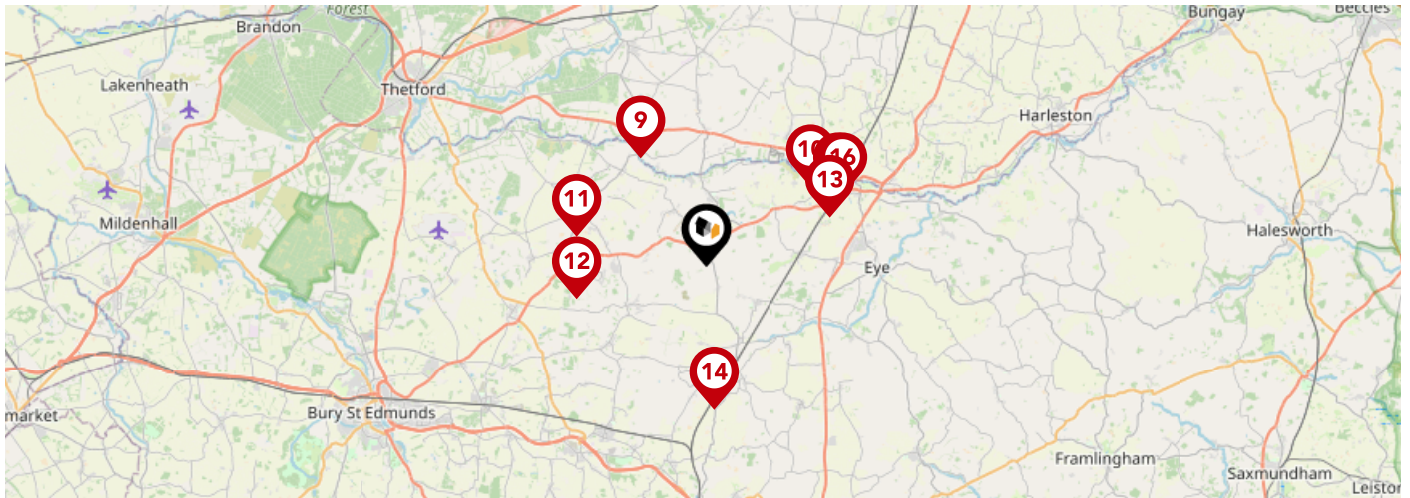 Forest
Bungay
Beccles
Brandon
Lakenheath
Thetford
Harleston
9
10
16
13
11
Mildenhall
Halesworth
12
Eye
14
market
Bury St Edmunds
Framlingham
Saxmundham
Leiston